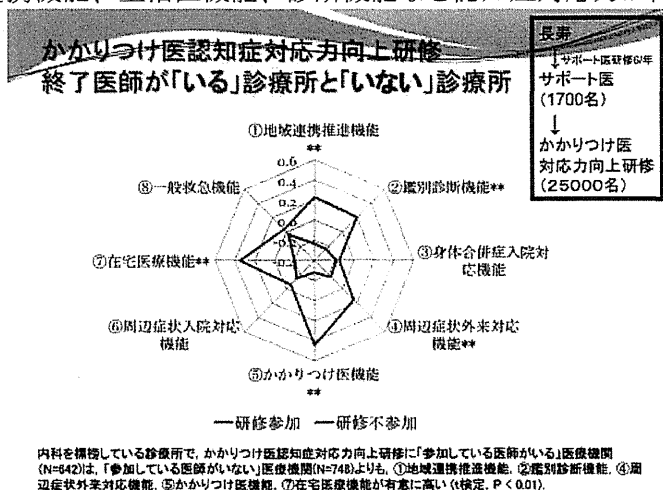 かかりつけ医認知症対応力向上研修
終了医師が「いる」診療所と「いない」診療所
長寿
↓サポート医研修6/年
サポート医
(1700名)
↓
かかりつけ医
対応力向上研修
(25000名)
①地域連携推進機能
**
0.6
0.4
0.2
⑧一般救急機能
②鑑別診断機能**
⑦在宅医療機能**
③身体合併症入院対
応機能
⑥周辺症状入院対応
機能
④周辺症状外来対応
機能**
⑤かかりつけ医機能
**
―研修参加 ―研修不参加
内科を標榜している診療所で, かかりつけ医認知症対応力向上研修に「参加している医師がいる」医療機関
(N=642)は, 「参加している医師がいない」医療機関(N=748)よりも, ①地域連携推進機能, ②鑑別診断機能, ④周
辺症状外来対応機能, ⑤かかりつけ医機能, ⑦在宅医療機能が有意に高い(t検定, P < 0.01).